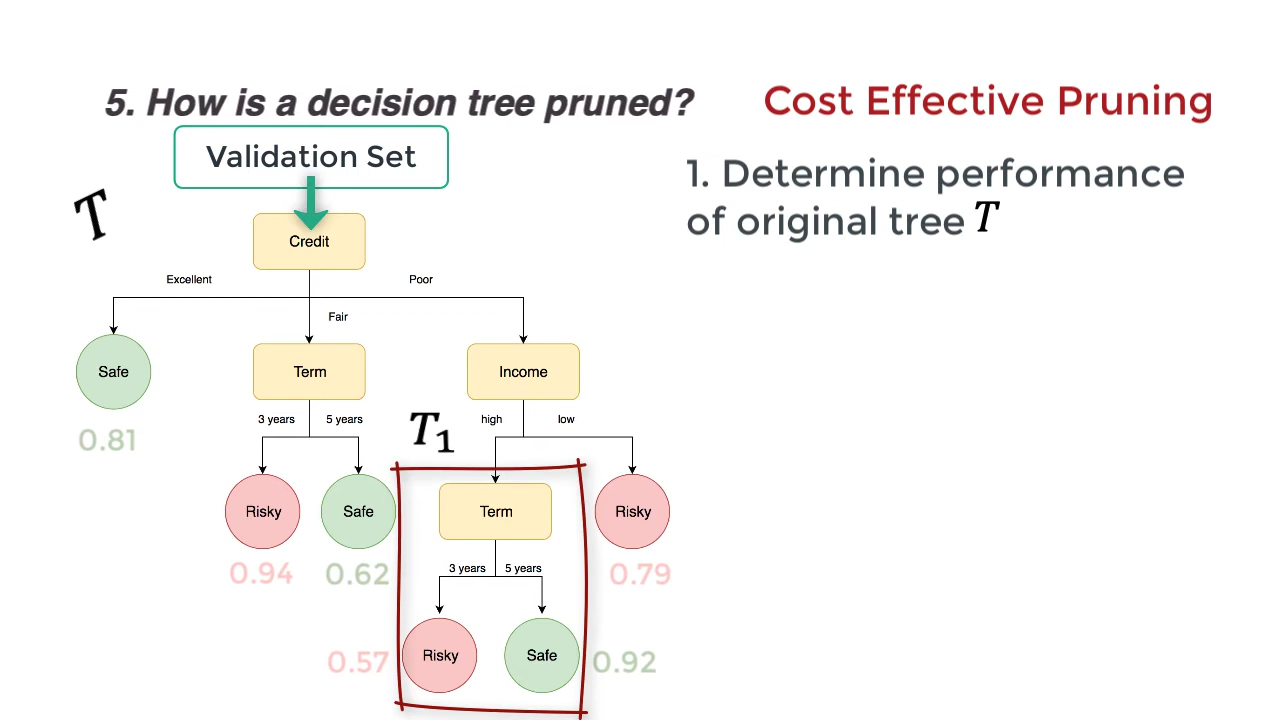 5. How is a decision tree pruned?
Cost Effective Pruning
Validation Set
1. Determine performance
of original tree T
T
Credit
Excellent
Poor
Fair
Safe
Term
Income
0.81
3 years
5 years
T₁
high
low
Risky
Safe
Term
Risky
0.94
0.62
0.79
3 years
5 years
0.57
Risky
Safe
0.92